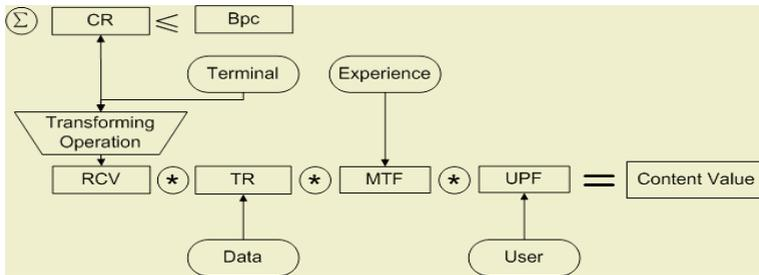 Σ CR ≤ Bpc
Terminal
Experience
Transforming
Operation
RCV * TR * MTF * UPF = Content Value
Data
User